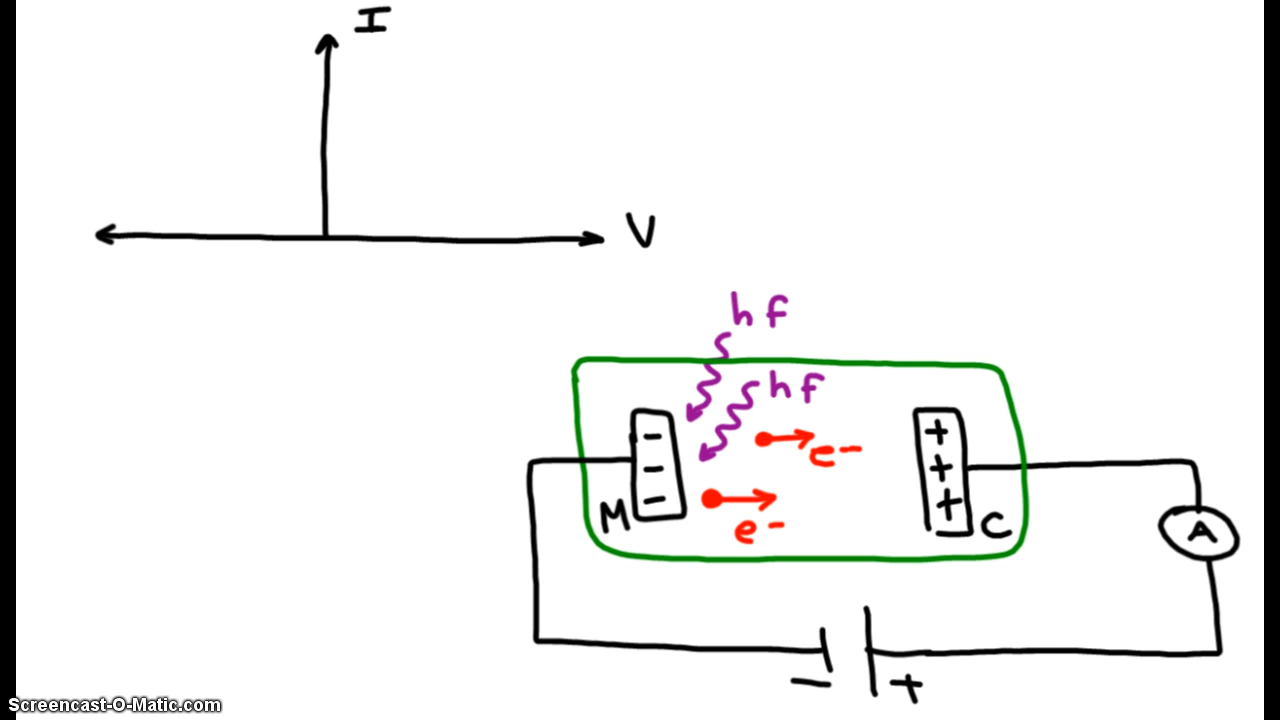 I
V
hf
hf
-
-
-
M
e-
e-
+
+
+
C
A
- +
Screencast-O-Matic.com